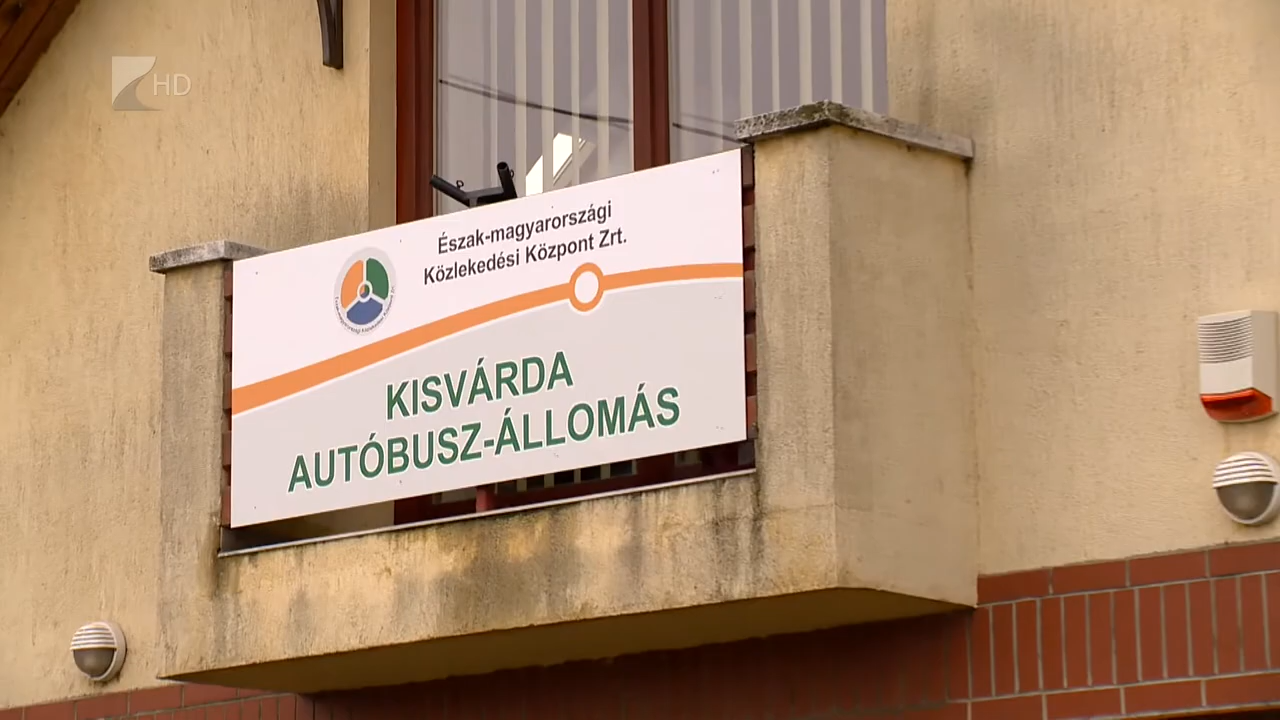 HD
Észak-magyarországi
Közlekedési Központ Zrt.
KISVÁRDA
AUTÓBUSZ-ÁLLOMÁS